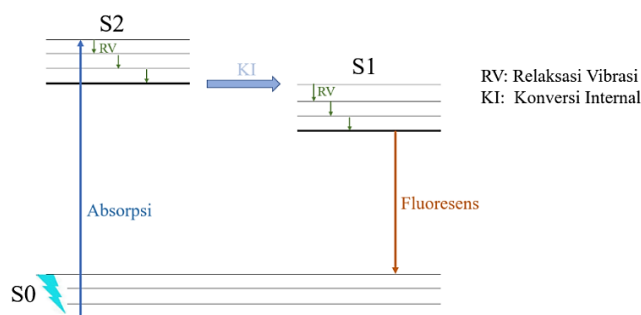 S2
RV
KI
S1
RV
RV: Relaksasi Vibrasi
KI: Konversi Internal
Absorpsi
Fluoresens
S0